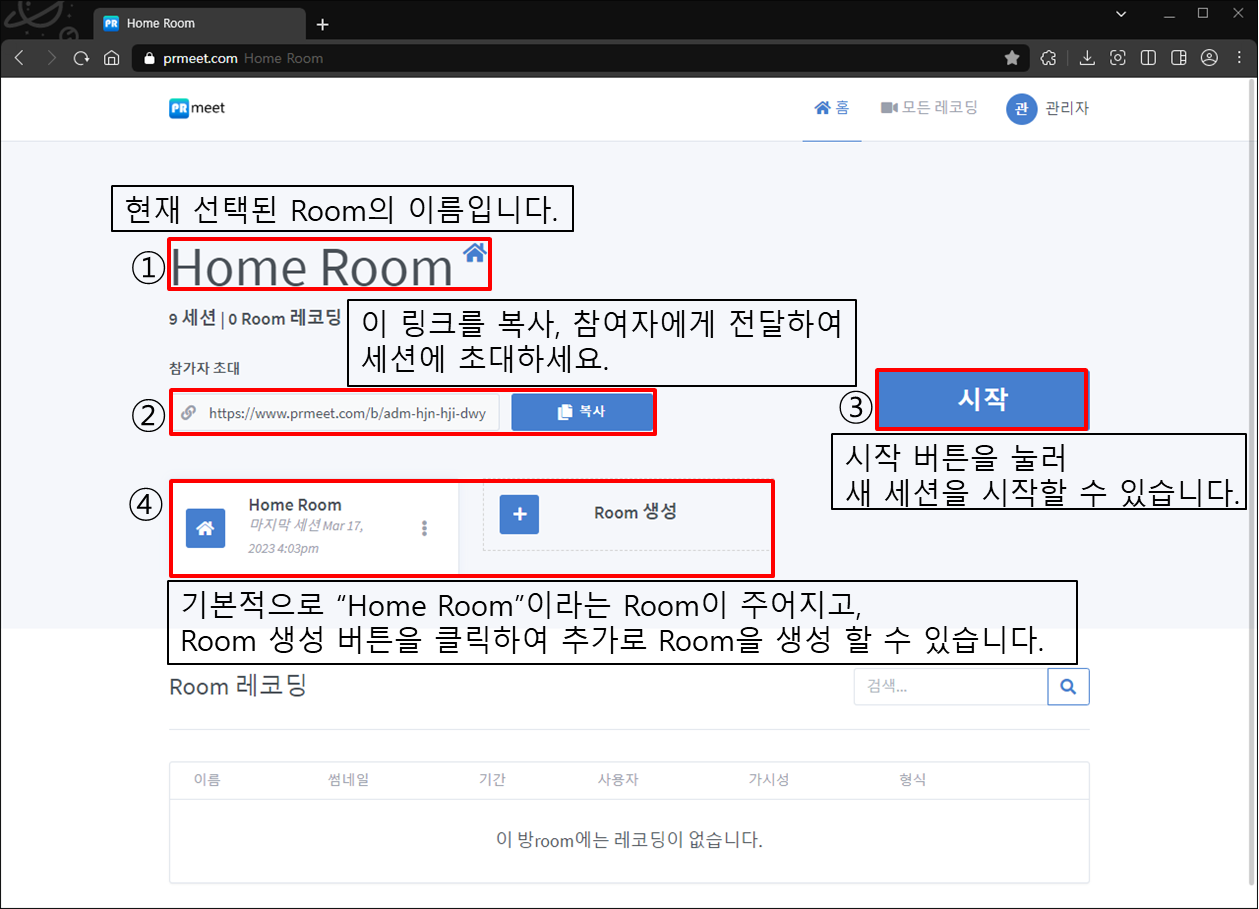 PR Home Room
prmeet.com Home Room
PR meet
홈
모든 레코딩
관 관리자
현재 선택된 Room의 이름입니다.
① Home Room
9 세션 | 0 Room 레코딩
이 링크를 복사, 참여자에게 전달하여
세션에 초대하세요.
참가자 초대
② https://www.prmeet.com/b/adm-hjn-hji-dwy
복사
③ 시작
시작 버튼을 눌러
새 세션을 시작할 수 있습니다.
④ Home Room
마지막 세션 Mar 17,
2023 4:03pm
Room 생성
기본적으로 “Home Room”이라는 Room이 주어지고,
Room 생성 버튼을 클릭하여 추가로 Room을 생성 할 수 있습니다.
Room 레코딩
검색...
이름 썸네일 기간 사용자 가시성 형식
이 방room에는 레코딩이 없습니다.